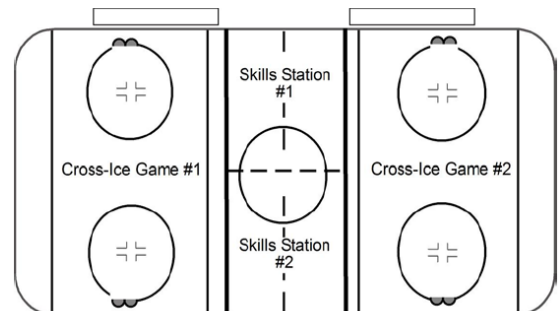 Skills Station
#1
Cross-Ice Game #1
Cross-Ice Game #2
Skills Station
#2